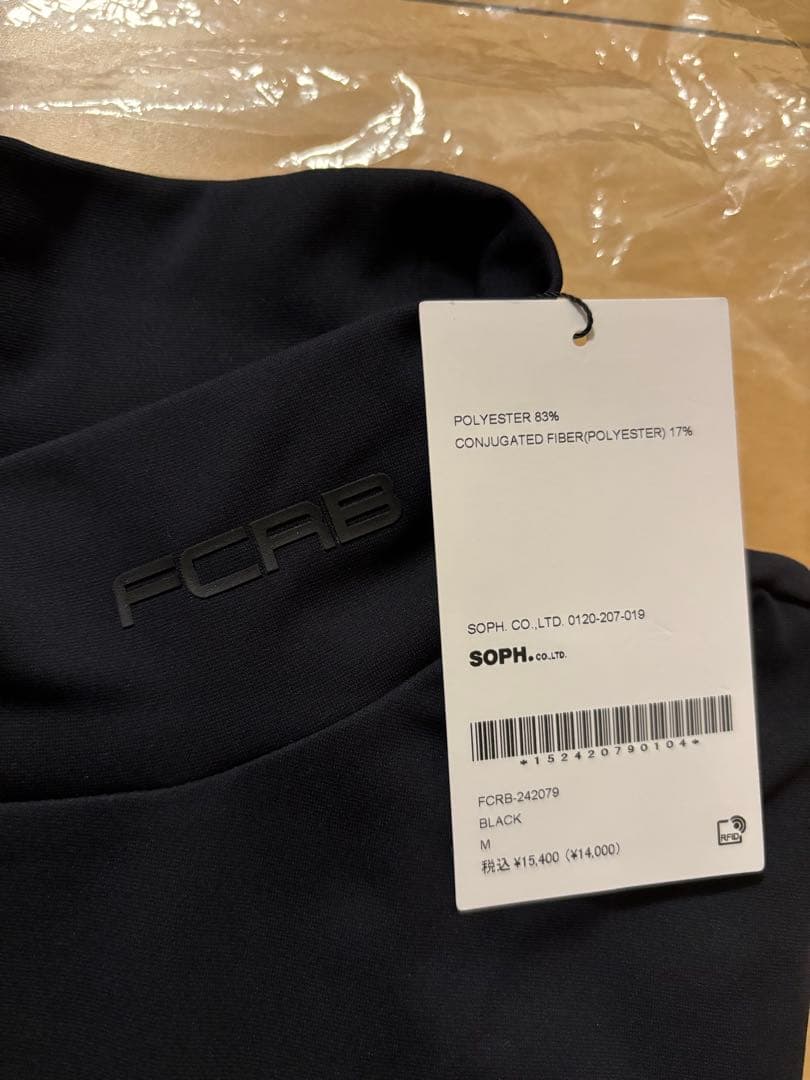 FCRB
POLYESTER 83%
CONJUGATED FIBER(POLYESTER) 17%
SOPH. CO.,LTD. 0120-207-019
SOPH.CO.,LTD.
*152420790104*
FCRB-242079
BLACK
M
税込 ¥15,400 (¥14,000)
RFID